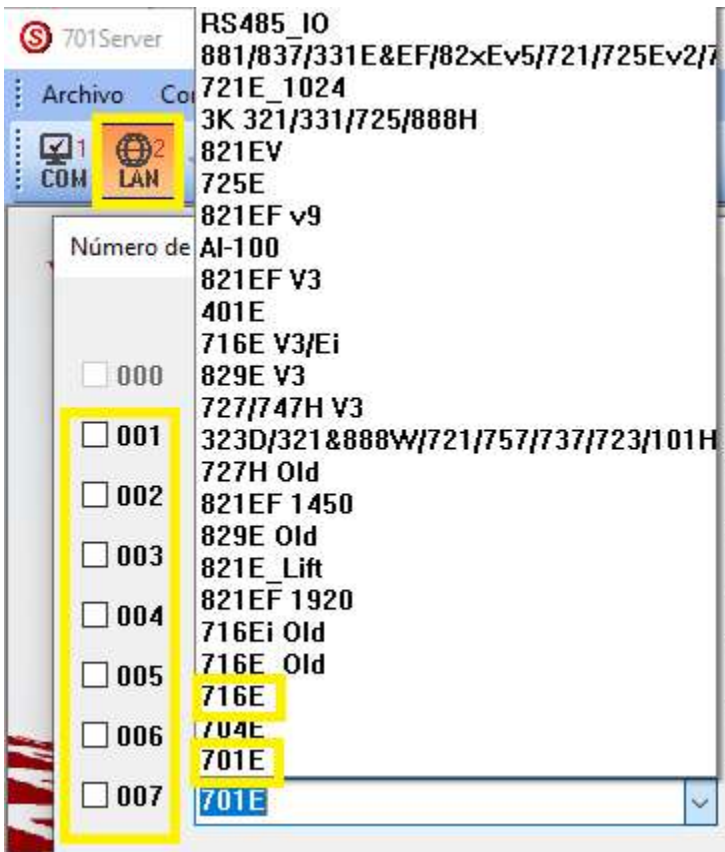 701Server
Archivo Co
1
COM
2
LAN
Número de
000
001
002
003
004
005
006
007
RS485_IO
881/837/331E&EF/82xEv5/721/725Ev2/7
721E_1024
3K 321/331/725/888H
821EV
725E
821EF v9
AI-100
821EF V3
401E
716E V3/Ei
829E V3
727/747H V3
323D/321&888W/721/757/737/723/101H
727H Old
821EF 1450
829E Old
821E_Lift
821EF 1920
716Ei Old
716E_Old
716E
704E
701E
701E